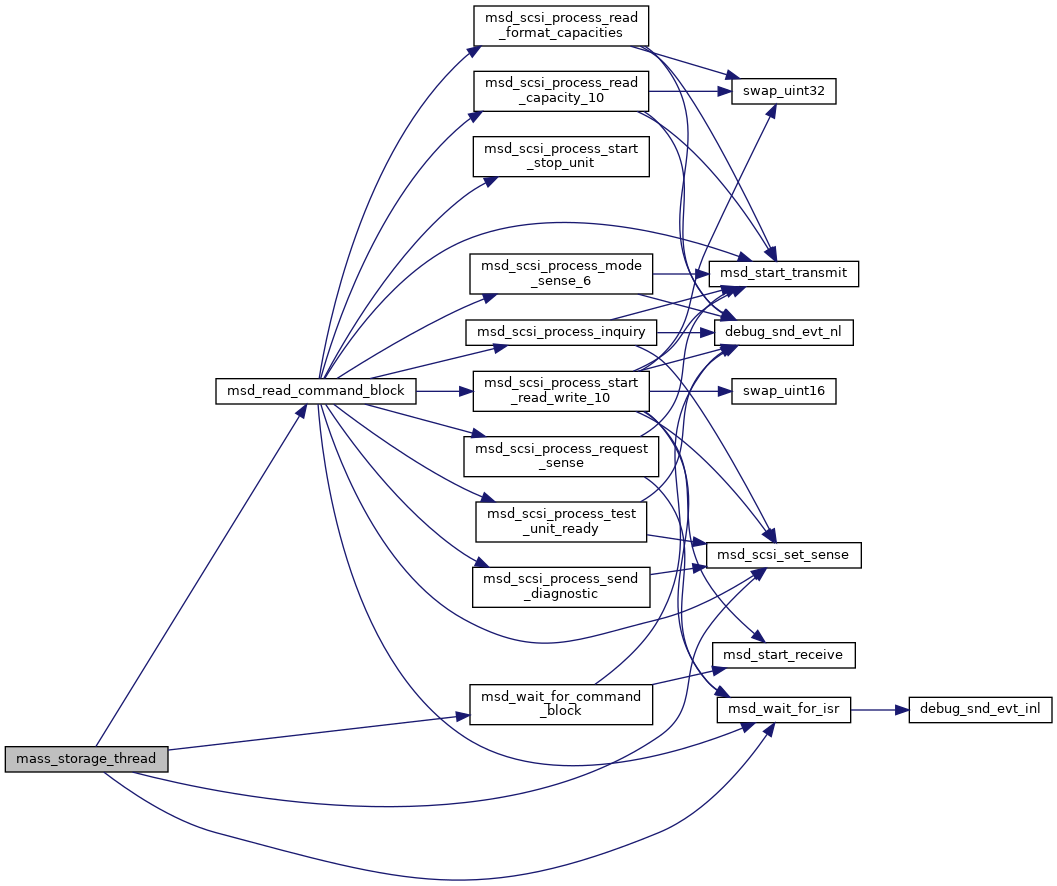 msd_scsi_process_read
_format_capacities
msd_scsi_process_read
_capacity_10
swap_uint32
msd_scsi_process_start
_stop_unit
msd_scsi_process_mode
_sense_6
msd_start_transmit
msd_scsi_process_inquiry
debug_snd_evt_nl
msd_read_command_block
msd_scsi_process_start
_read_write_10
swap_uint16
msd_scsi_process_request
_sense
msd_scsi_process_test
_unit_ready
msd_scsi_set_sense
msd_scsi_process_send
_diagnostic
msd_start_receive
msd_wait_for_command
_block
msd_wait_for_isr
debug_snd_evt_inl
mass_storage_thread